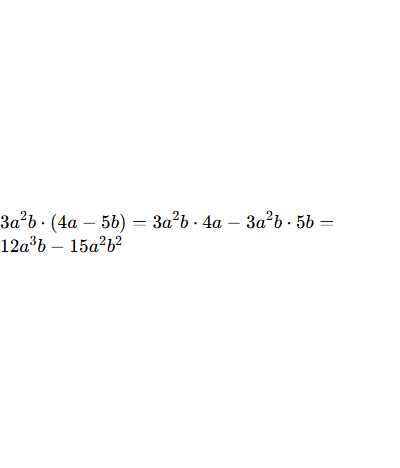 3a²b · (4a − 5b) = 3a²b · 4a − 3a²b · 5b =
12a³b − 15a²b²